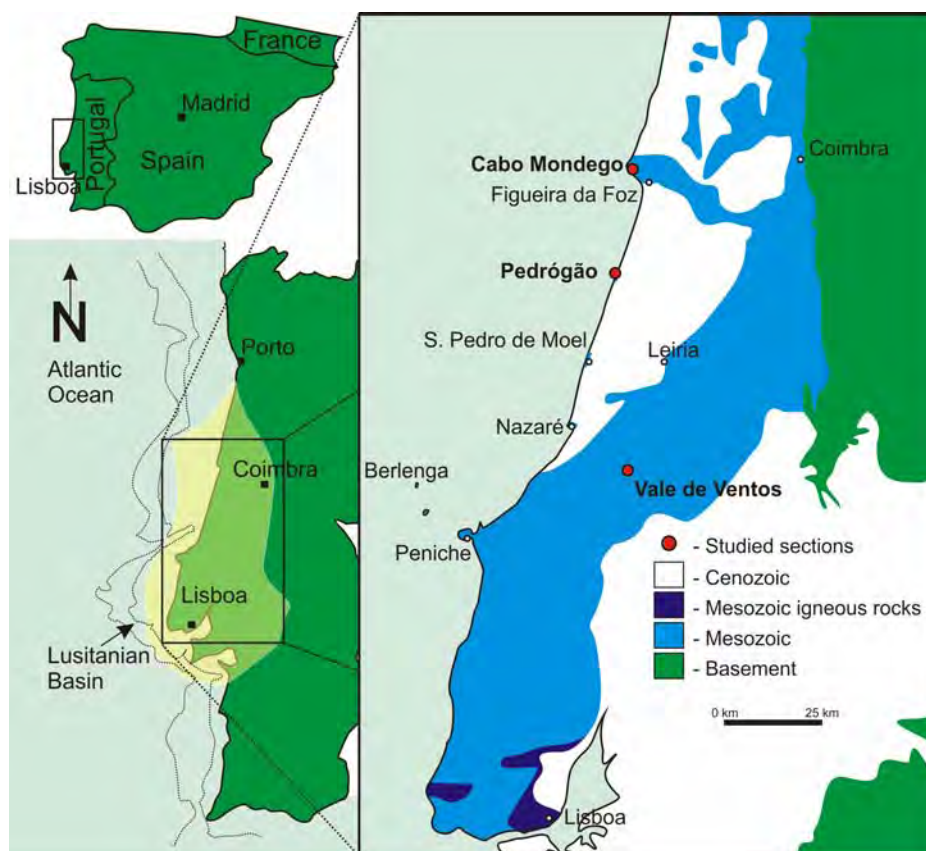 France
Portugal
Madrid
Spain
Lisboa
N
Atlantic
Ocean
Porto
Coimbra
Lisboa
Lusitanian
Basin
Cabo Mondego
Coimbra
Figueira da Foz
Pedrógão
S. Pedro de Moel
Leiria
Nazaré
Berlenga
Vale de Ventos
Peniche
- Studied sections
- Cenozoic
- Mesozoic igneous rocks
- Mesozoic
- Basement
0 km 25 km
Lisboa